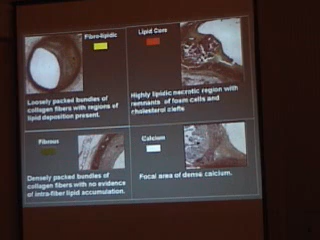 Fibro-lipidic
Loosely packed bundles of
collagen fibers with regions of
lipid deposition present.
Lipid Core
Highly lipidic necrotic region with
remnants of foam cells and
cholesterol clefts
Fibrous
Densely packed bundles of
collagen fibers with no evidence
of intra-fiber lipid accumulation.
Calcium
Focal area of dense calcium.